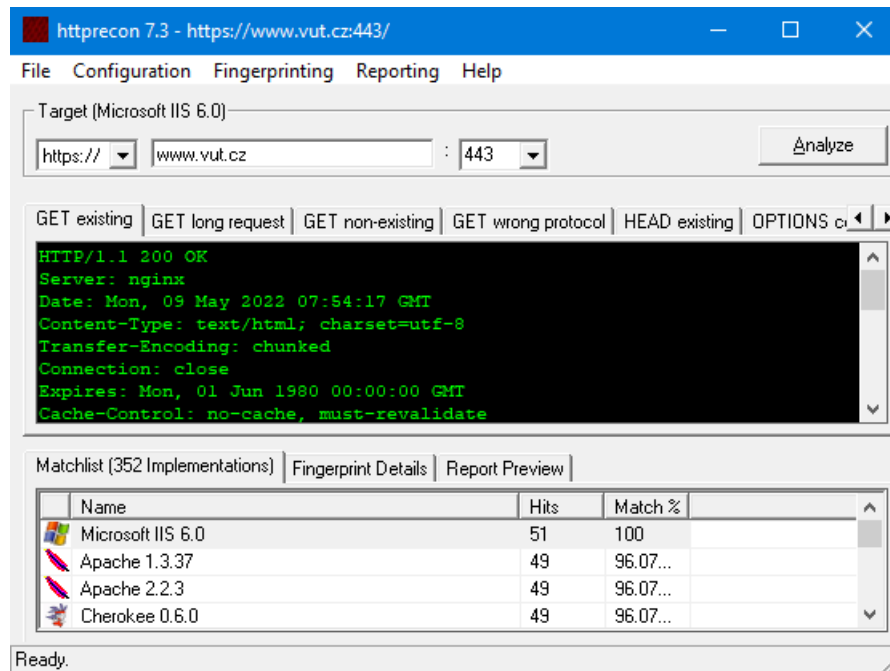 httprecon 7.3 - https://www.vut.cz:443/
File Configuration Fingerprinting Reporting Help
Target (Microsoft IIS 6.0)
https:// www.vut.cz : 443 Analyze
GET existing GET long request GET non-existing GET wrong protocol HEAD existing OPTIONS c
HTTP/1.1 200 OK
Server: nginx
Date: Mon, 09 May 2022 07:54:17 GMT
Content-Type: text/html; charset=utf-8
Transfer-Encoding: chunked
Connection: close
Expires: Mon, 01 Jun 1980 00:00:00 GMT
Cache-Control: no-cache, must-revalidate
Matchlist (352 Implementations) Fingerprint Details Report Preview
Name Hits Match %
Microsoft IIS 6.0 51 100
Apache 1.3.37 49 96.07...
Apache 2.2.3 49 96.07...
Cherokee 0.6.0 49 96.07...
Ready.